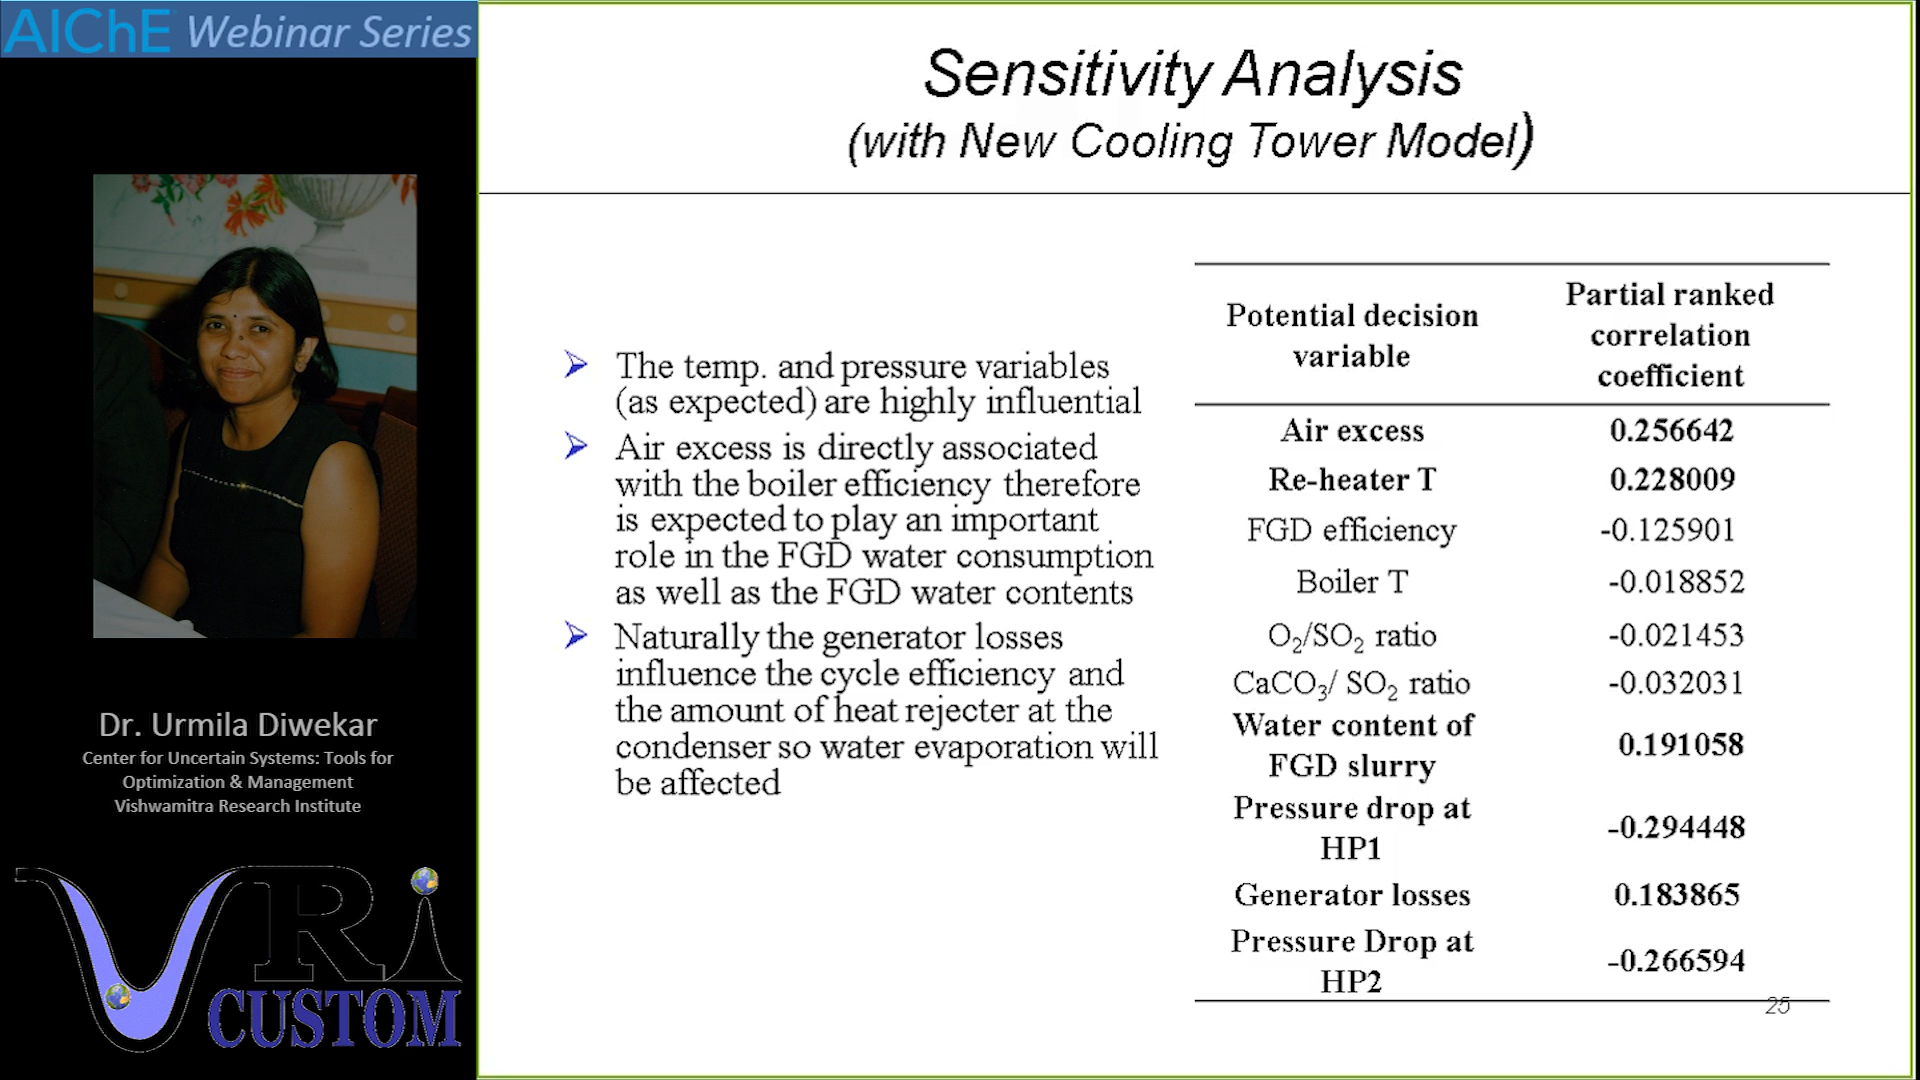 AIChE Webinar Series
Sensitivity Analysis
(with New Cooling Tower Model)
The temp. and pressure variables
(as expected) are highly influential
Air excess is directly associated
with the boiler efficiency therefore
is expected to play an important
role in the FGD water consumption
as well as the FGD water contents
Naturally the generator losses
influence the cycle efficiency and
the amount of heat rejecter at the
condenser so water evaporation will
be affected
Potential decision
variable
Partial ranked
correlation
coefficient
Air excess 0.256642
Re-heater T 0.228009
FGD efficiency -0.125901
Boiler T -0.018852
O₂/SO₂ ratio -0.021453
CaCO₃/ SO₂ ratio -0.032031
Water content of
FGD slurry 0.191058
Pressure drop at
HP1 -0.294448
Generator losses 0.183865
Pressure Drop at
HP2 -0.266594
25
Dr. Urmila Diwekar
Center for Uncertain Systems: Tools for
Optimization & Management
Vishwamitra Research Institute
VRi
CUSTOM